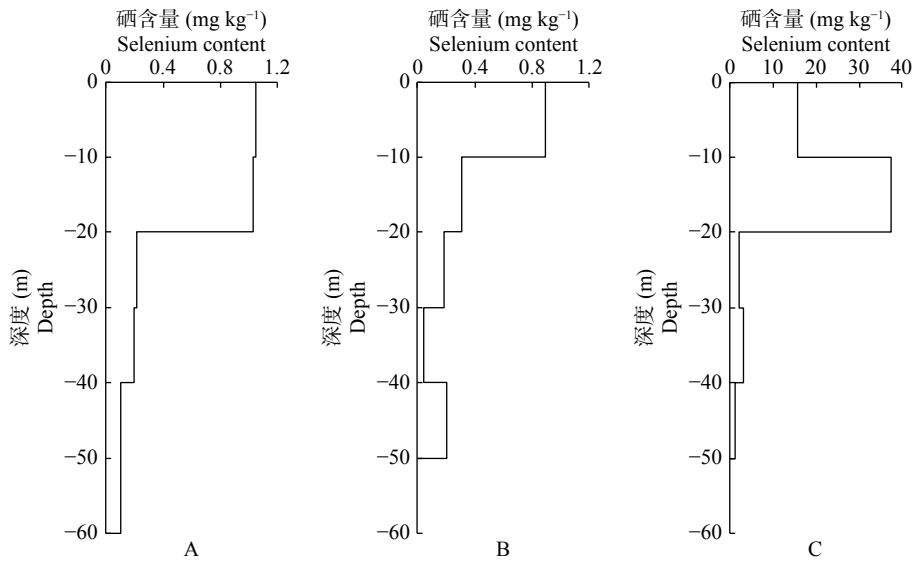 硒含量 (mg kg⁻¹)
Selenium content
0 0.4 0.8 1.2
0
−10
−20
−30
−40
−50
−60
深度 (m)
Depth
A
硒含量 (mg kg⁻¹)
Selenium content
0 0.4 0.8 1.2
0
−10
−20
−30
−40
−50
−60
深度 (m)
Depth
B
硒含量 (mg kg⁻¹)
Selenium content
0 10 20 30 40
0
−10
−20
−30
−40
−50
−60
深度 (m)
Depth
C